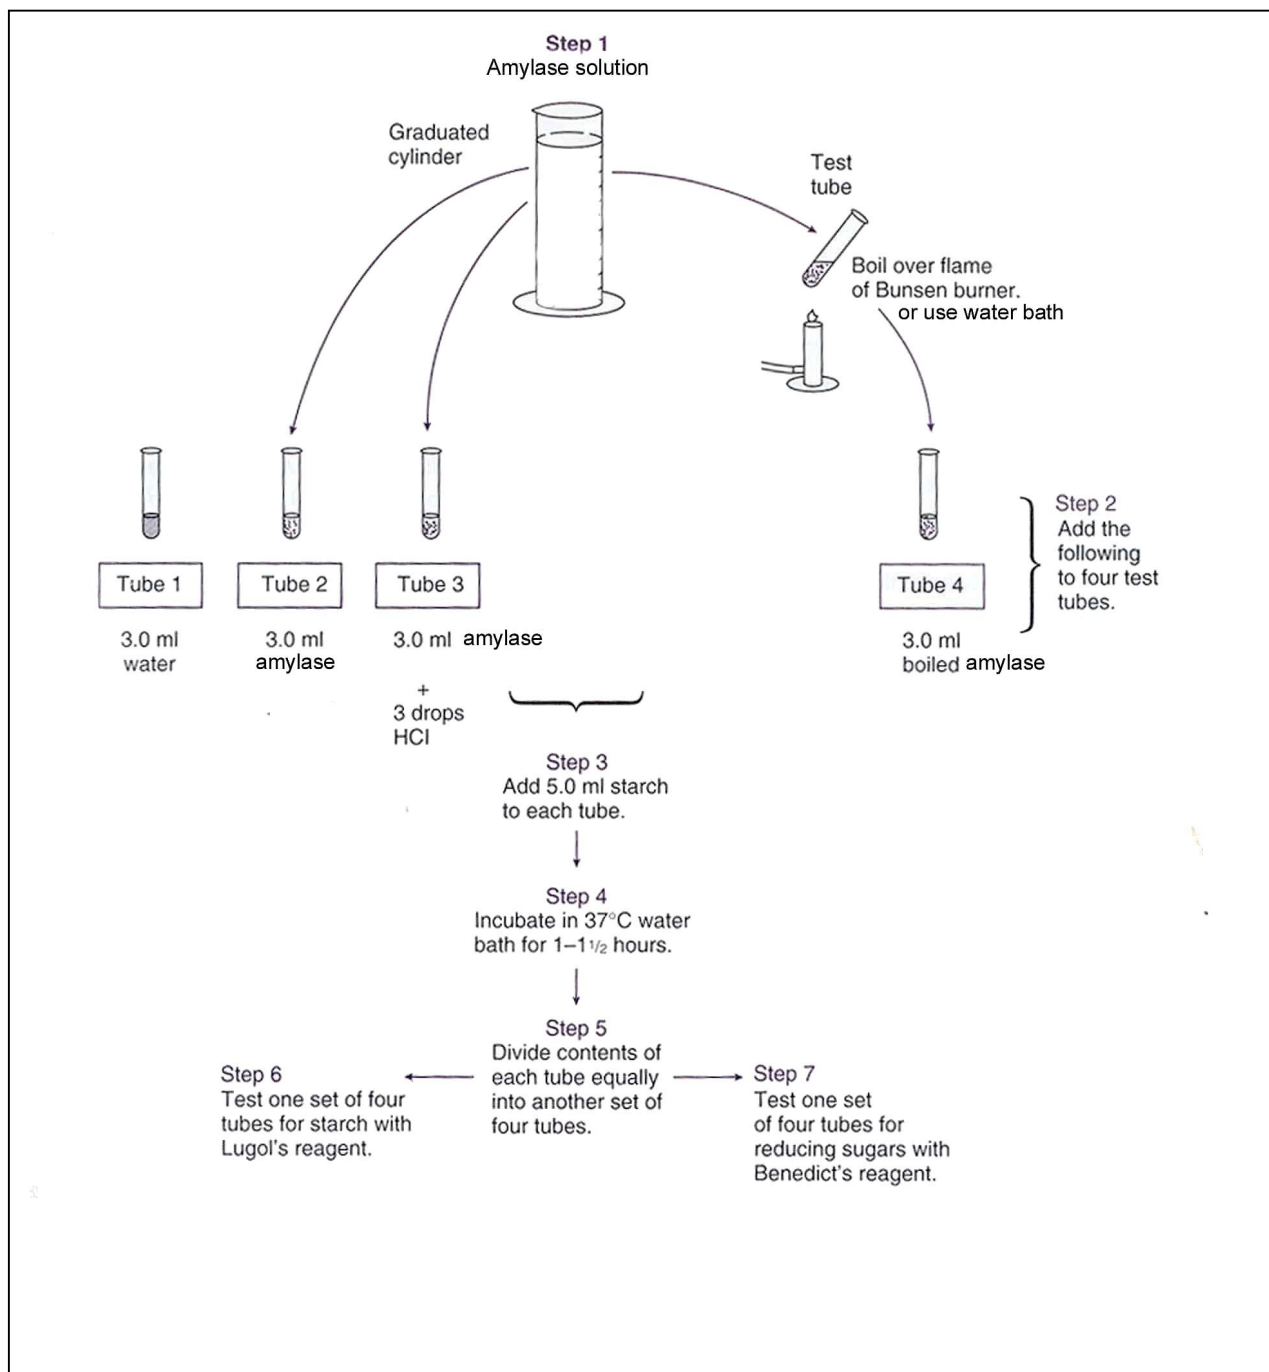 Step 1
Amylase solution
Graduated
cylinder
Test
tube
Boil over flame
of Bunsen burner.
or use water bath
Tube 1
Tube 2
Tube 3
Tube 4
3.0 ml
water
3.0 ml
amylase
3.0 ml amylase
+
3 drops
HCl
3.0 ml
boiled amylase
Step 2
Add the
following
to four test
tubes.
Step 3
Add 5.0 ml starch
to each tube.
Step 4
Incubate in 37°C water
bath for 1–1 1/2 hours.
Step 5
Divide contents of
each tube equally
into another set of
four tubes.
Step 6
Test one set of four
tubes for starch with
Lugol's reagent.
Step 7
Test one set
of four tubes for
reducing sugars with
Benedict's reagent.